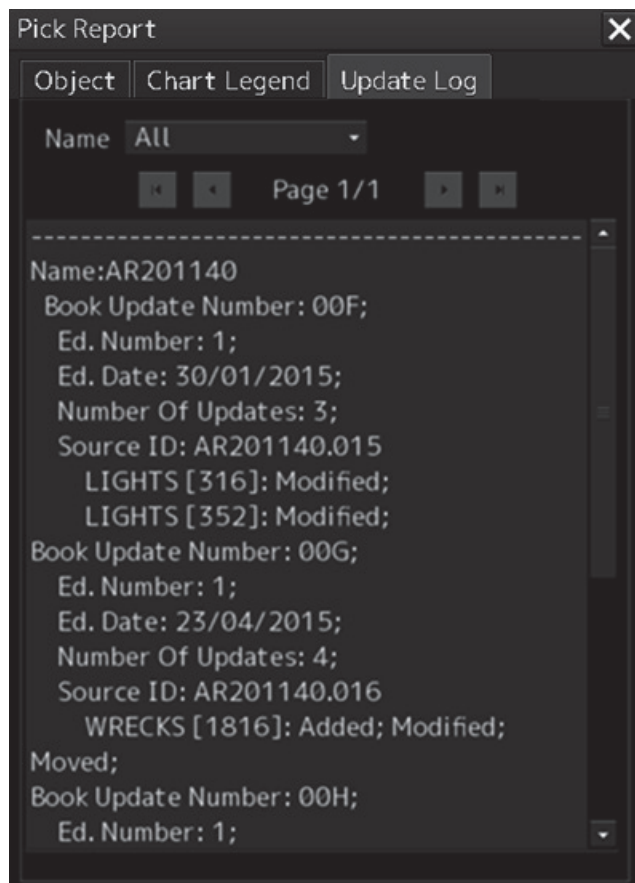 Pick Report
Object Chart Legend Update Log
Name All
Page 1/1
Name:AR201140
Book Update Number: 00F;
Ed. Number: 1;
Ed. Date: 30/01/2015;
Number Of Updates: 3;
Source ID: AR201140.015
LIGHTS [316]: Modified;
LIGHTS [352]: Modified;
Book Update Number: 00G;
Ed. Number: 1;
Ed. Date: 23/04/2015;
Number Of Updates: 4;
Source ID: AR201140.016
WRECKS [1816]: Added; Modified;
Moved;
Book Update Number: 00H;
Ed. Number: 1;